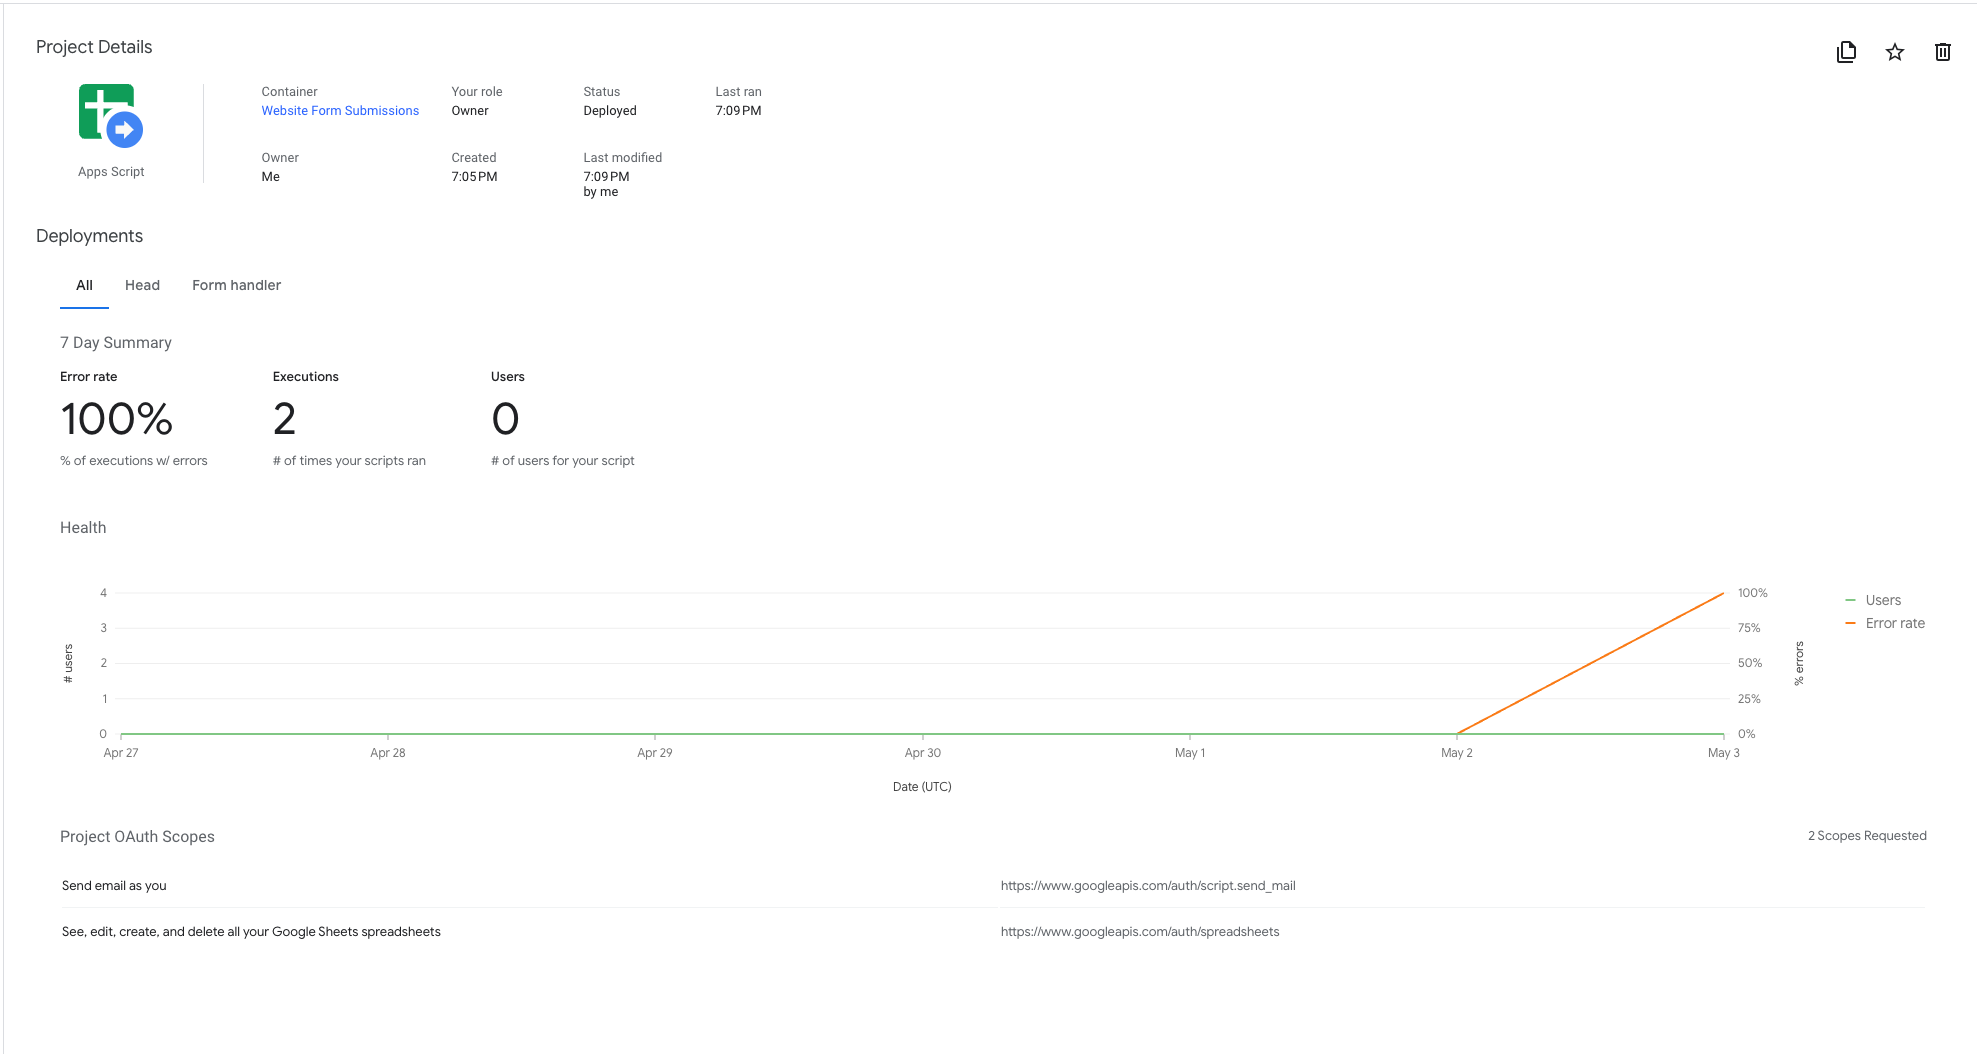 Project Details
Apps Script
Container
Website Form Submissions
Your role
Owner
Status
Deployed
Last ran
7:09 PM
Owner
Me
Created
7:05 PM
Last modified
7:09 PM
by me
Deployments
All
Head
Form handler
7 Day Summary
Error rate
100%
% of executions w/ errors
Executions
2
# of times your scripts ran
Users
0
# of users for your script
Health
# users
4
3
2
1
0
100%
75%
50%
25%
0%
% errors
Users
Error rate
Apr 27
Apr 28
Apr 29
Apr 30
May 1
May 2
May 3
Date (UTC)
Project OAuth Scopes
2 Scopes Requested
Send email as you
https://www.googleapis.com/auth/script.send_mail
See, edit, create, and delete all your Google Sheets spreadsheets
https://www.googleapis.com/auth/spreadsheets